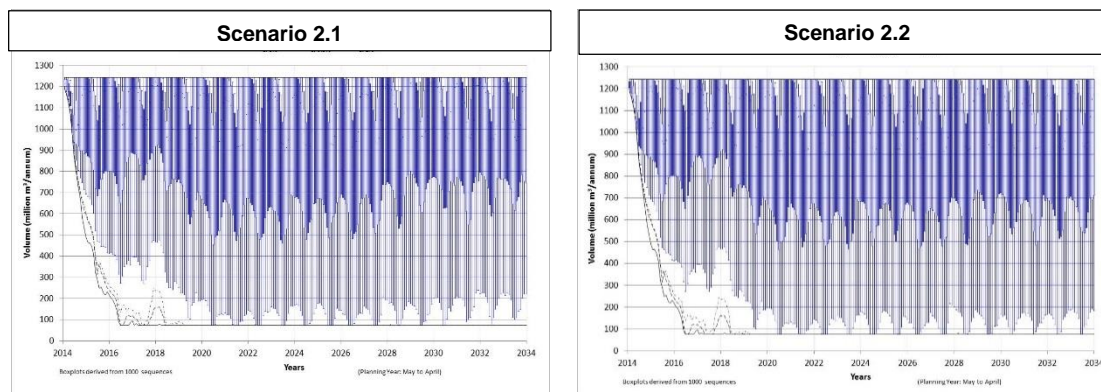 Scenario 2.1
1300
1200
1100
1000
900
800
700
600
500
400
300
200
100
0
Volume (million m³/annum)
2014 2016 2018 2020 2022 2024 2026 2028 2030 2032 2034
Years
Boxplots derived from 1000 sequences
(Planning Year: May to April)
Scenario 2.2
1300
1200
1100
1000
900
800
700
600
500
400
300
200
100
0
Volume (million m³/annum)
2014 2016 2018 2020 2022 2024 2026 2028 2030 2032 2034
Years
Boxplots derived from 1000 sequences
(Planning Year: May to April)